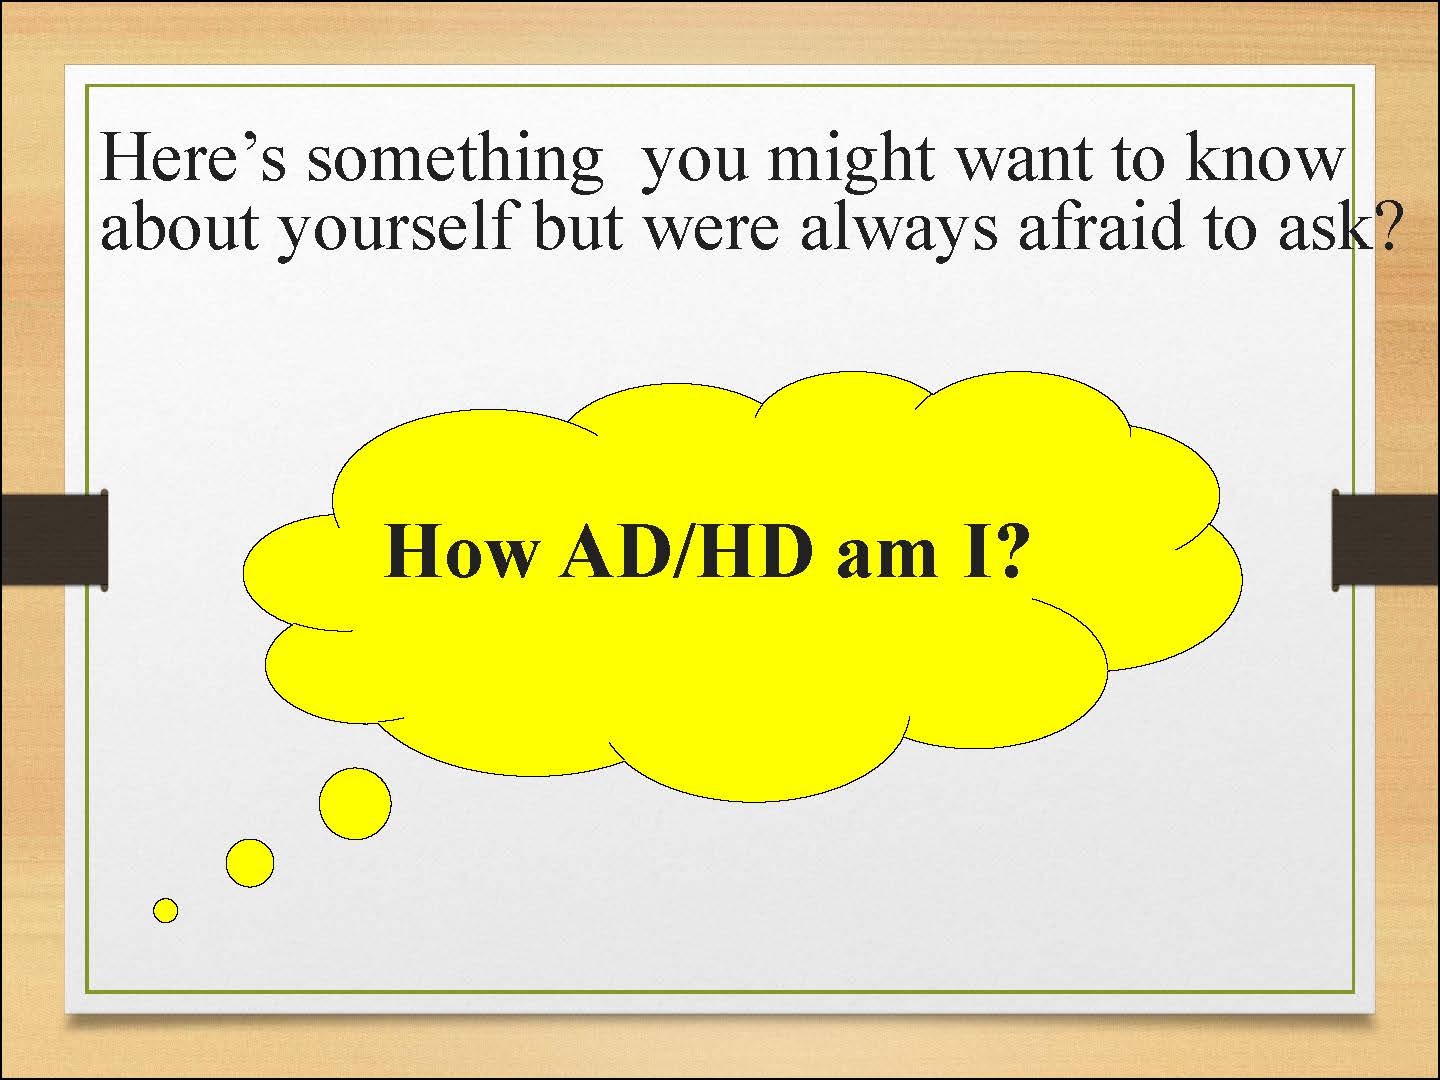 Here’s something  you might want to know
about yourself but were always afraid to ask?
How AD/HD am I?